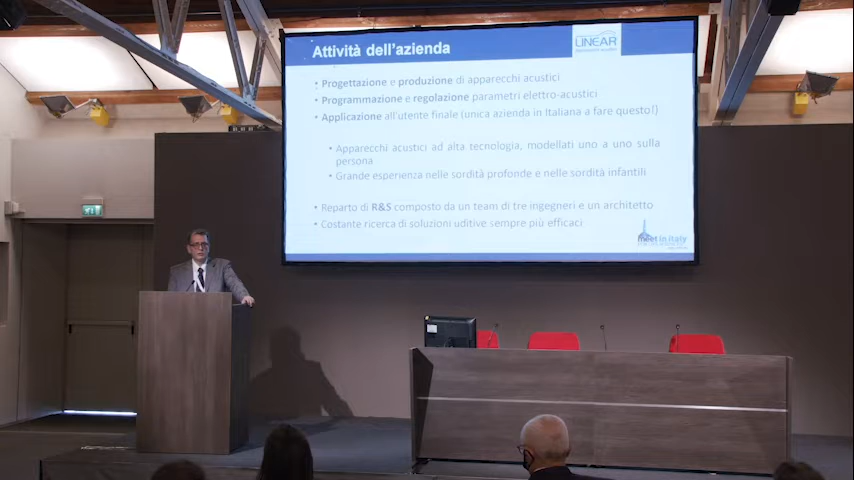 Attività dell'azienda
LINEAR
• Progettazione e produzione di apparecchi acustici
• Programmazione e regolazione parametri elettro-acustici
• Applicazione all'utente finale (unica azienda in Italiana a fare questo!)
• Apparecchi acustici ad alta tecnologia, modellati uno a uno sulla
persona
• Grande esperienza nelle sordità profonde e nelle sordità infantili
• Reparto di R&S composto da un team di tre ingegneri e un architetto
• Costante ricerca di soluzioni uditive sempre più efficaci
meet in italy